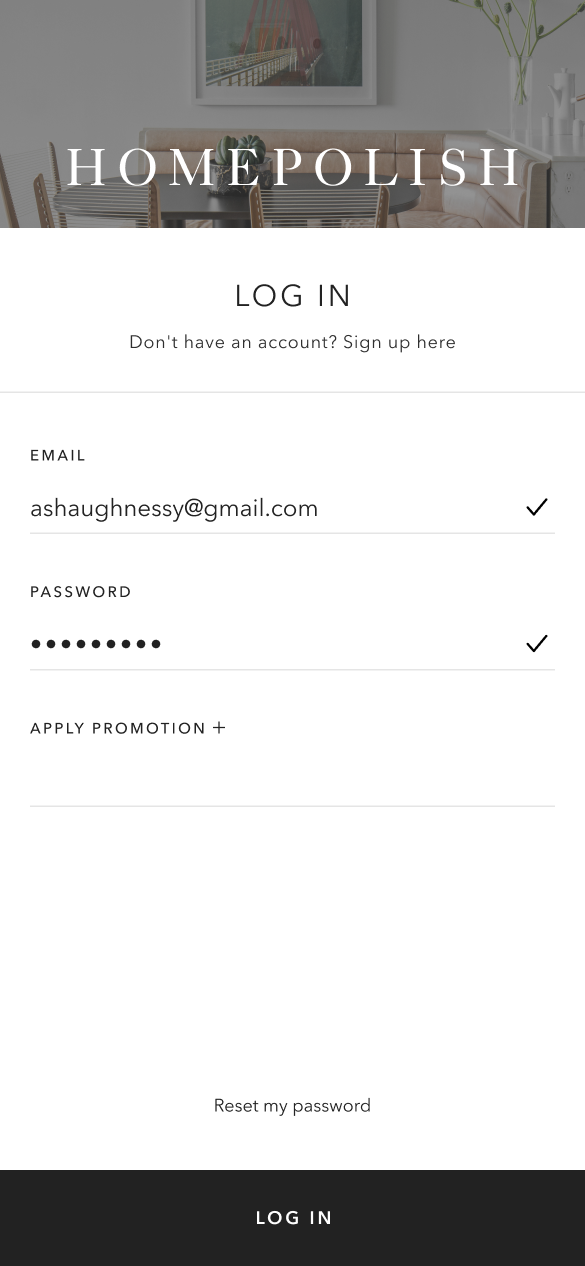 HOMEPOLISH
LOG IN
Don't have an account? Sign up here
EMAIL
ashaughnessy@gmail.com
PASSWORD
•••••••••
APPLY PROMOTION +
Reset my password
LOG IN